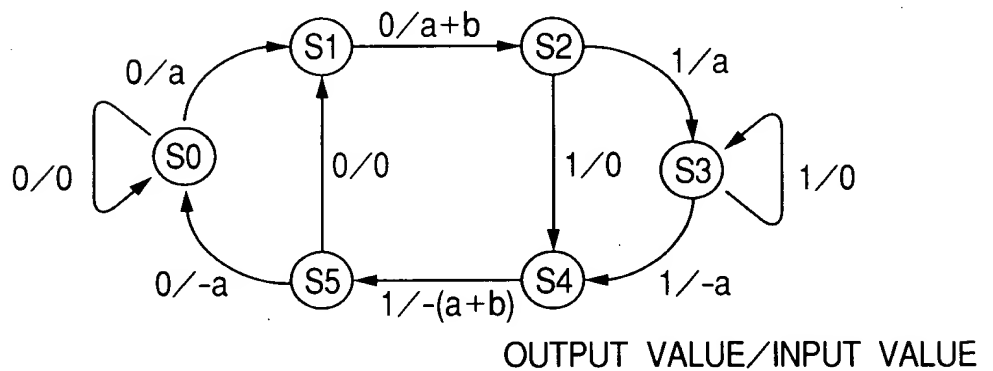 0/a+b
S1
S2
0/a
1/a
S0
0/0
0/0
1/0
S3
1/0
0/-a
S5
1/-(a+b)
S4
1/-a
OUTPUT VALUE/INPUT VALUE